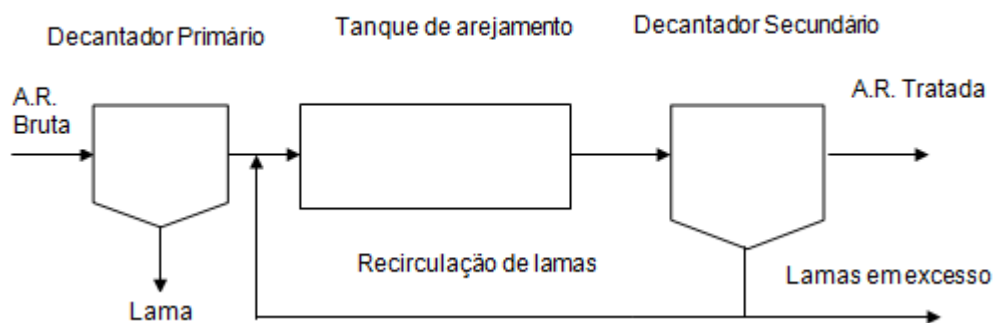 Decantador Primário
Tanque de arejamento
Decantador Secundário
A.R.
Bruta
A.R. Tratada
Recirculação de lamas
Lamas em excesso
Lama